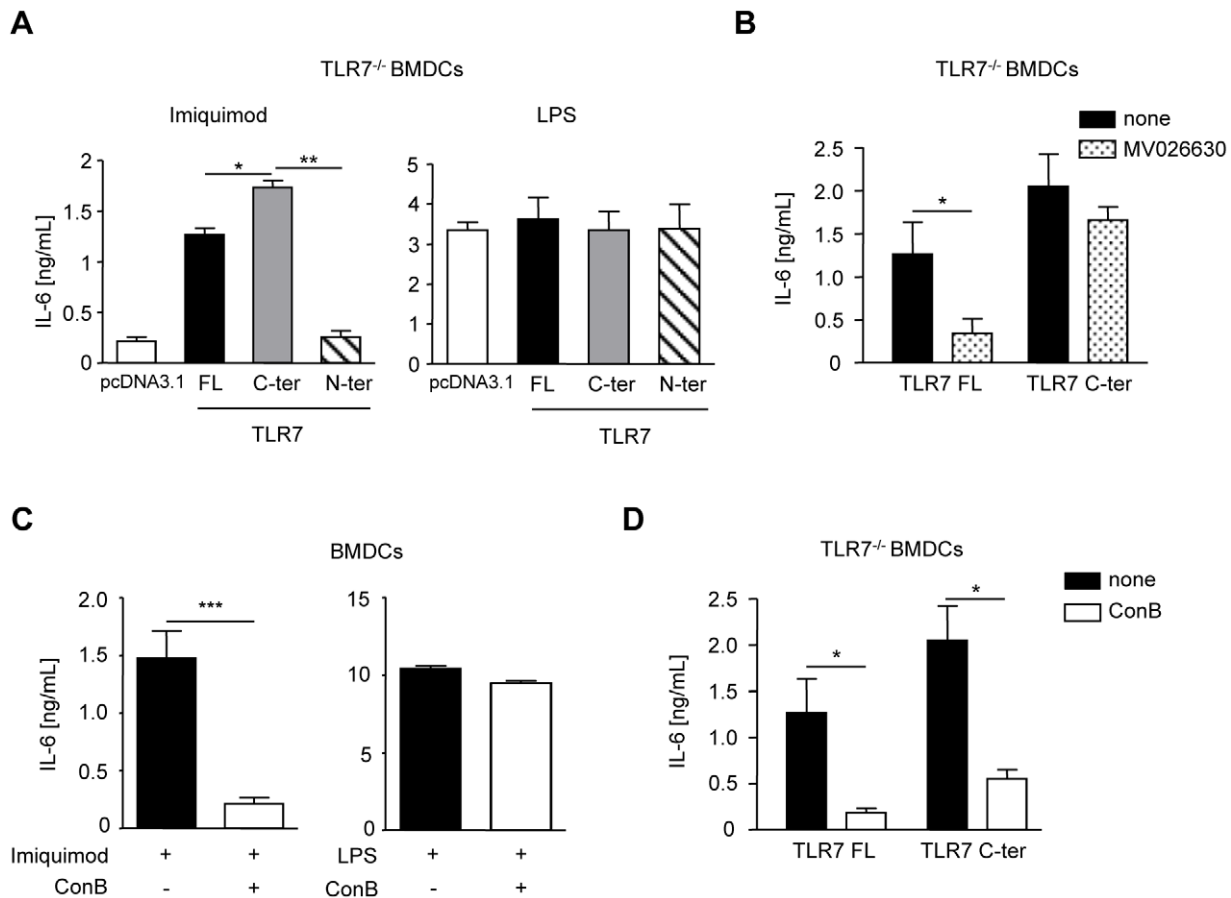 A
TLR7-/- BMDCs
Imiquimod
LPS
IL-6 [ng/mL]
2
1.5
1
0.5
0
*
**
pcDNA3.1 FL C-ter N-ter
TLR7
5
4
3
2
1
0
pcDNA3.1 FL C-ter N-ter
TLR7
B
TLR7-/- BMDCs
none
MV026630
IL-6 [ng/mL]
2.5
2.0
1.5
1.0
0.5
0
*
TLR7 FL TLR7 C-ter
C
BMDCs
IL-6 [ng/mL]
2.0
1.5
1.0
0.5
0
***
Imiquimod + +
ConB - +
15
10
5
0
LPS + +
ConB - +
D
TLR7-/- BMDCs
none
ConB
IL-6 [ng/mL]
2.5
2.0
1.5
1.0
0.5
0
*
*
TLR7 FL TLR7 C-ter